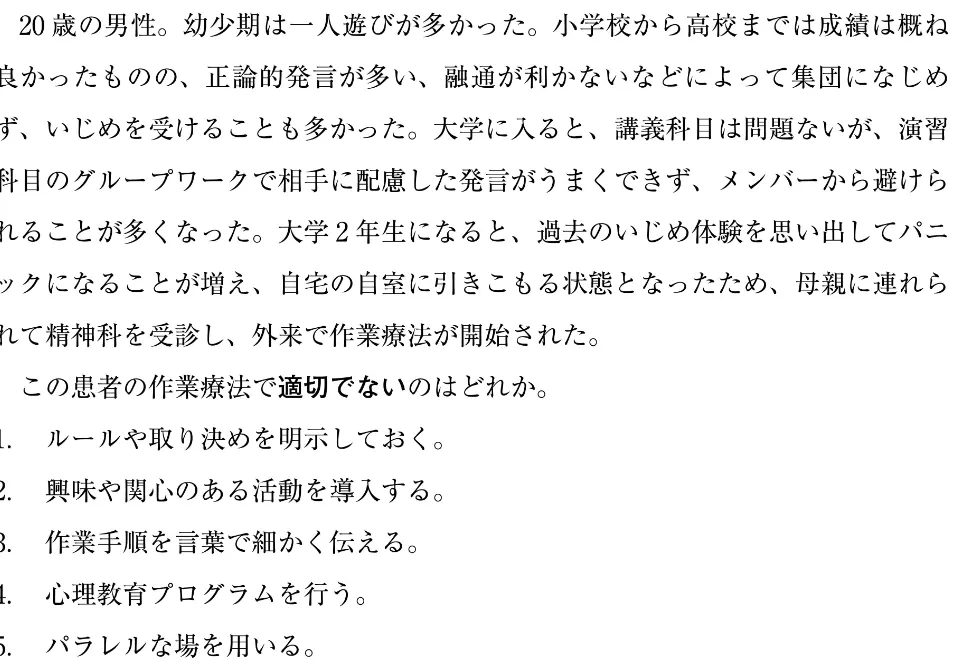 20歳の男性。幼少期は一人遊びが多かった。小学校から高校までは成績は概ね
良かったものの、正論的発言が多い、融通が利かないなどによって集団になじめ
ず、いじめを受けることも多かった。大学に入ると、講義科目は問題ないが、演習
科目のグループワークで相手に配慮した発言がうまくできず、メンバーから避けら
れることが多くなった。大学2年生になると、過去のいじめ体験を思い出してパニ
ックになることが増え、自宅の自室に引きこもる状態となったため、母親に連れら
れて精神科を受診し、外来で作業療法が開始された。
この患者の作業療法で適切でないのはどれか。
1. ルールや取り決めを明示しておく。
2. 興味や関心のある活動を導入する。
3. 作業手順を言葉で細かく伝える。
4. 心理教育プログラムを行う。
5. パラレルな場を用いる。